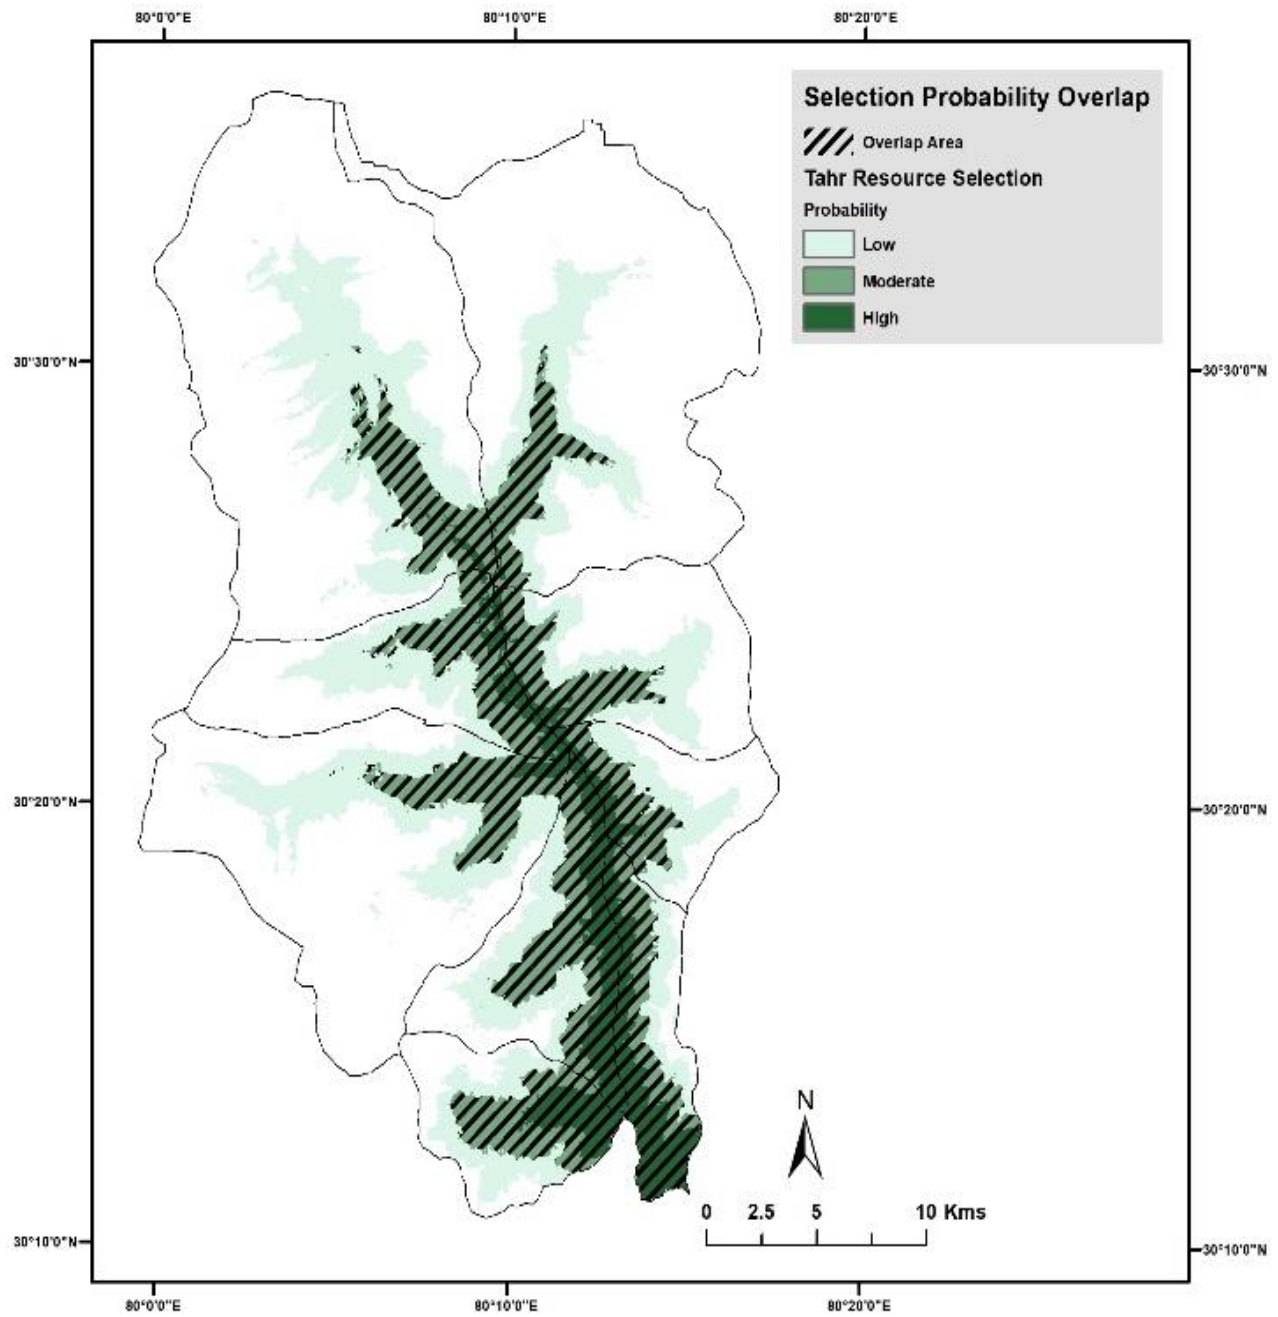 80°0'0"E 80°10'0"E 80°20'0"E
Selection Probability Overlap
Overlap Area
Tahr Resource Selection
Probability
Low
Moderate
High
30°30'0"N
30°30'0"N
30°20'0"N
30°20'0"N
N
0 2.5 5 10 Kms
30°10'0"N
30°10'0"N
80°0'0"E 80°10'0"E 80°20'0"E